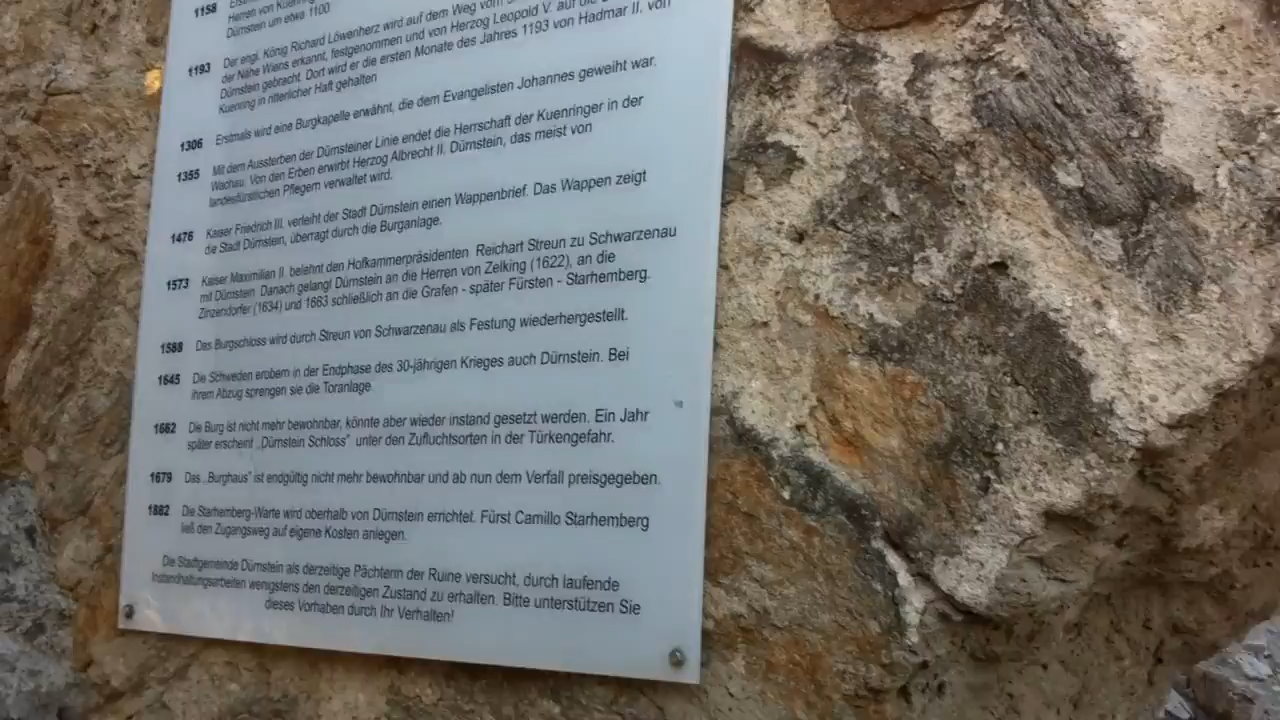 1158
Herren von Kuenring
Dürnstein um etwa 1100
1193 Der engl. König Richard Löwenherz wird auf dem Weg vom
der Nähe Wiens erkannt, festgenommen und von Herzog Leopold V. auf die
Dürnstein gebracht. Dort wird er die ersten Monate des Jahres 1193 von Hadmar II. von
Kuenring in ritterlicher Haft gehalten
1306 Erstmals wird eine Burgkapelle erwähnt, die dem Evangelisten Johannes geweiht war.
1355 Mit dem Aussterben der Dürnsteiner Linie endet die Herrschaft der Kuenringer in der
Wachau. Von den Erben erwirbt Herzog Albrecht II. Dürnstein, das meist von
landesfürstlichen Pflegern verwaltet wird.
1476 Kaiser Friedrich III. verleiht der Stadt Dürnstein einen Wappenbrief. Das Wappen zeigt
die Stadt Dürnstein, überragt durch die Burganlage.
1573 Kaiser Maximilian II. belehnt den Hofkammerpräsidenten Reichart Streun zu Schwarzenau
mit Dürnstein. Danach gelangt Dürnstein an die Herren von Zelking (1622), an die
Zinzendorfer (1634) und 1663 schließlich an die Grafen - später Fürsten - Starhemberg.
1588 Das Burgschloss wird durch Streun von Schwarzenau als Festung wiederhergestellt.
1645 Die Schweden erobern in der Endphase des 30-jährigen Krieges auch Dürnstein. Bei
ihrem Abzug sprengen sie die Toranlage.
1662 Die Burg ist nicht mehr bewohnbar, könnte aber wieder instand gesetzt werden. Ein Jahr
später erscheint „Dürnstein Schloss" unter den Zufluchtsorten in der Türkengefahr.
1679 Das „Burghaus" ist endgültig nicht mehr bewohnbar und ab nun dem Verfall preisgegeben.
1882 Die Starhemberg-Warte wird oberhalb von Dürnstein errichtet. Fürst Camillo Starhemberg
ließ den Zugangsweg auf eigene Kosten anlegen.
Die Stadtgemeinde Dürnstein als derzeitige Pächterin der Ruine versucht, durch laufende
Instandhaltungsarbeiten wenigstens den derzeitigen Zustand zu erhalten. Bitte unterstützen Sie
dieses Vorhaben durch Ihr Verhalten!